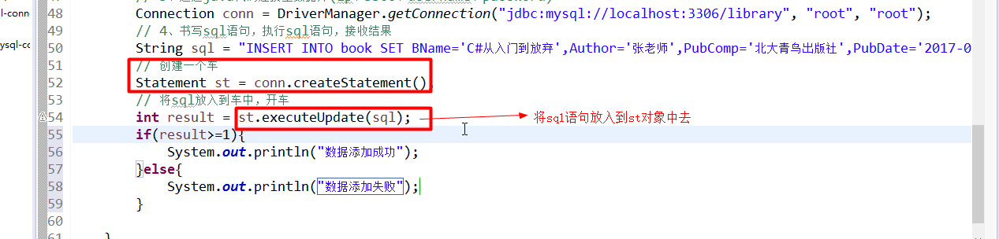 48 Connection conn = DriverManager.getConnection("jdbc:mysql://localhost:3306/library", "root", "root");
l-conn
49 // 4、书写sql语句，执行sql语句，接收结果
ysql-cc
50 String sql = "INSERT INTO book SET BName='C#从入门到放弃',Author='张老师',PubComp='北大青鸟出版社',PubDate='2017-0
51 // 创建一个车
52 Statement st = conn.createStatement();
53 // 将sql放入到车中，开车
54 int result = st.executeUpdate(sql); 将sql语句放入到st对象中去
55 if(result>=1){
56 System.out.println("数据添加成功");
57 }else{
58 System.out.println("数据添加失败");
59 }
60
61 }